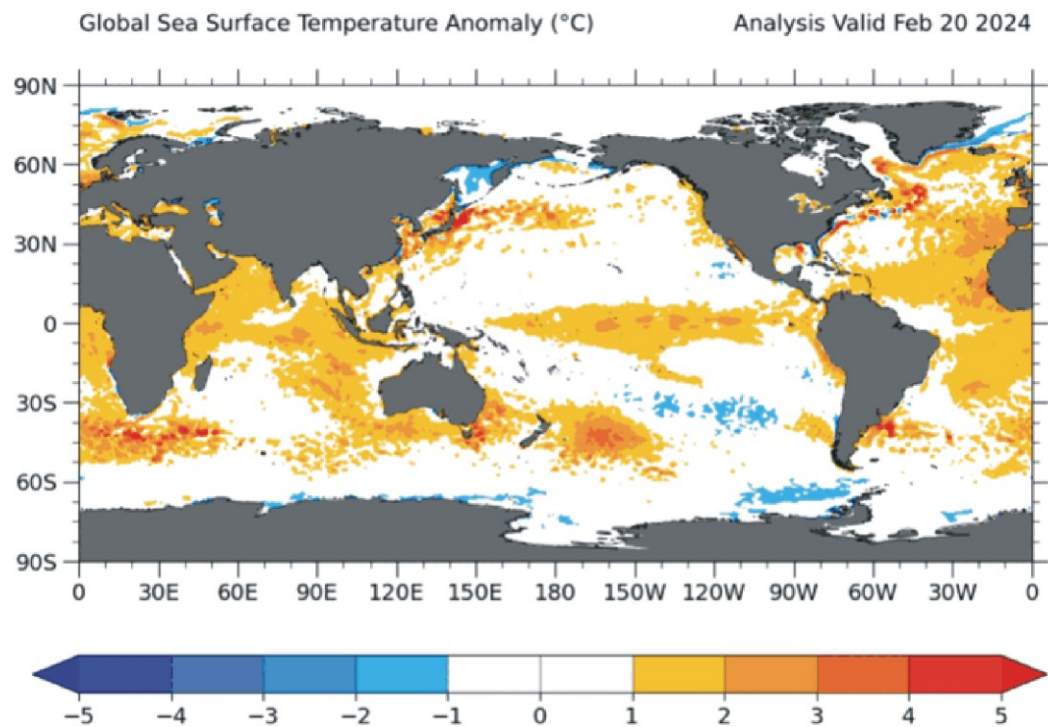 Global Sea Surface Temperature Anomaly (°C) Analysis Valid Feb 20 2024
90N
60N
30N
0
30S
60S
90S
0 30E 60E 90E 120E 150E 180 150W 120W 90W 60W 30W 0
−5 −4 −3 −2 −1 0 1 2 3 4 5